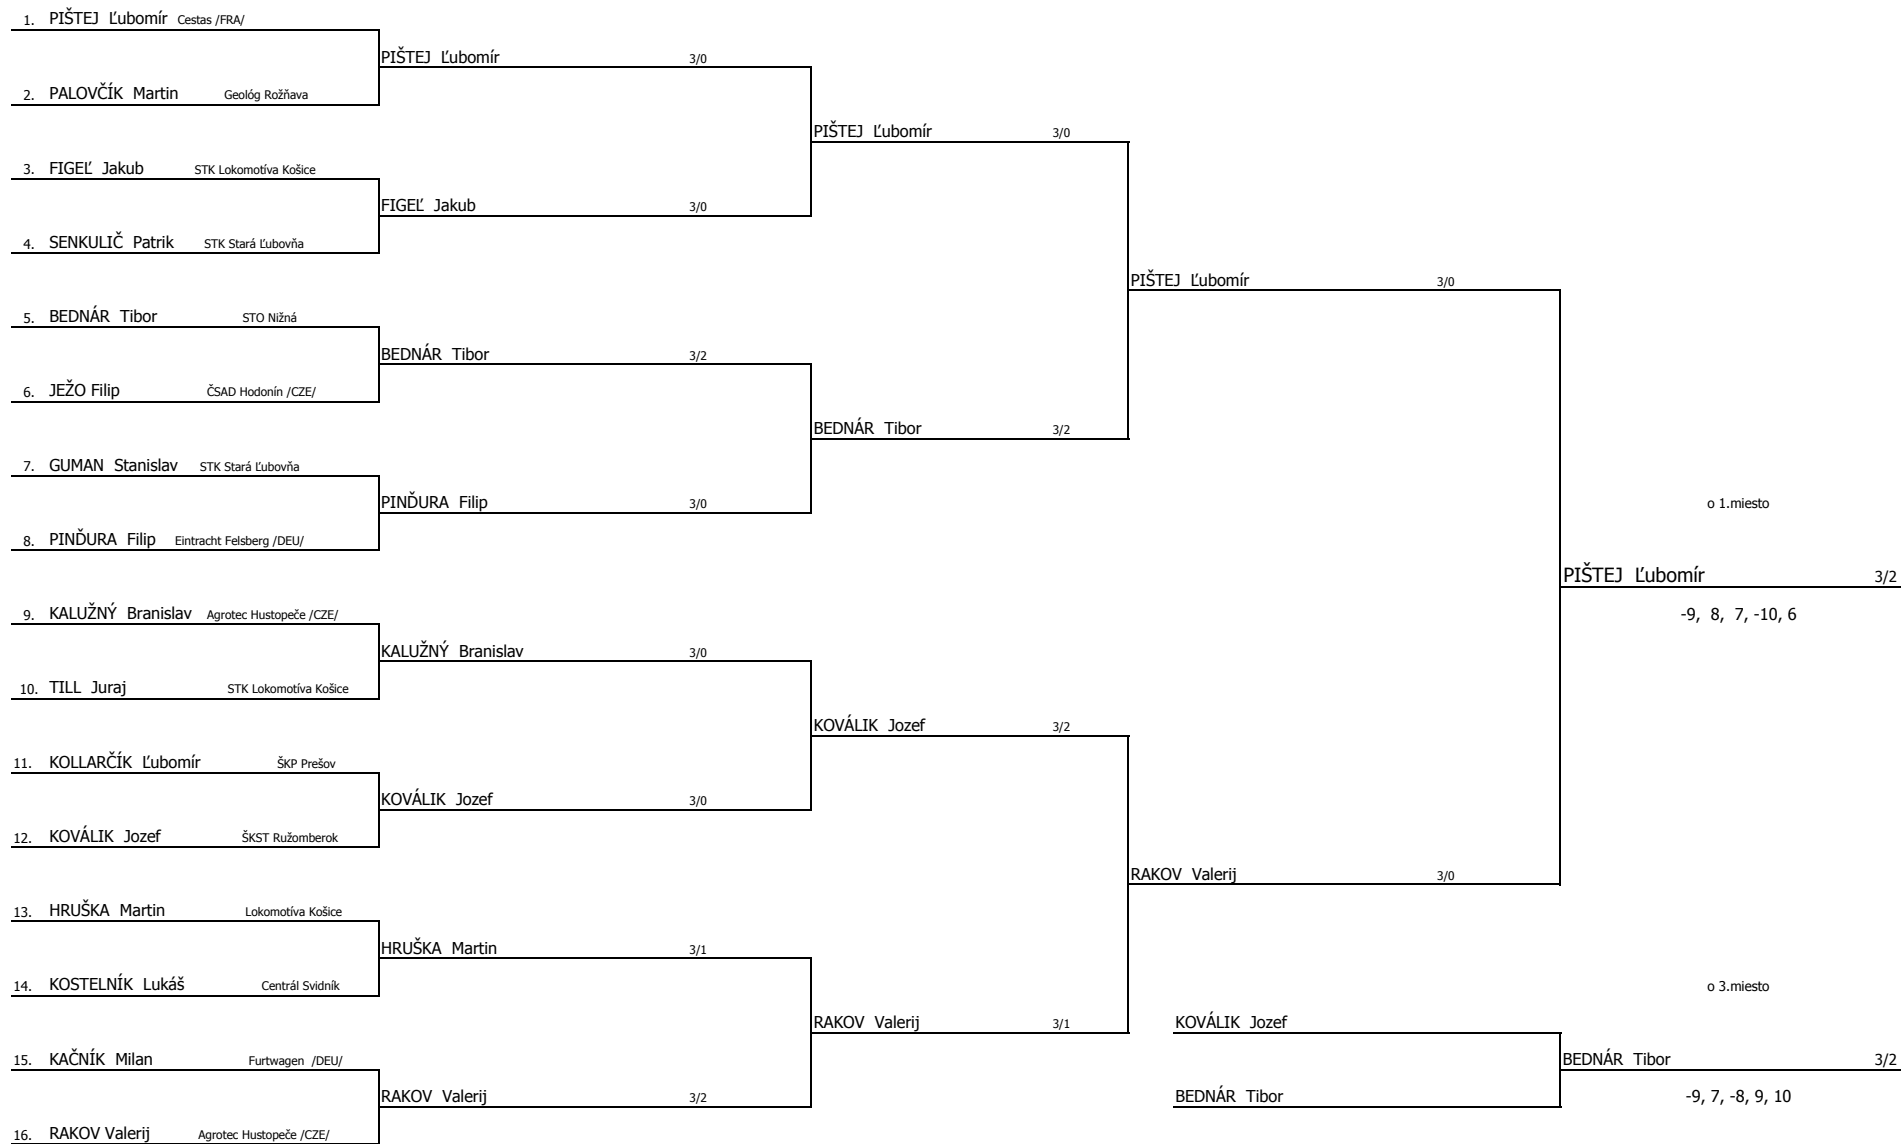 1. PIŠTEJ Ľubomír Cestas /FRA/
PIŠTEJ Ľubomír 3/0
2. PALOVČÍK Martin Geológ Rožňava
PIŠTEJ Ľubomír 3/0
3. FIGEĽ Jakub STK Lokomotíva Košice
FIGEĽ Jakub 3/0
4. SENKULIČ Patrik STK Stará Ľubovňa
PIŠTEJ Ľubomír 3/0
5. BEDNÁR Tibor STO Nižná
BEDNÁR Tibor 3/2
6. JEŽO Filip ČSAD Hodonín /CZE/
BEDNÁR Tibor 3/2
7. GUMAN Stanislav STK Stará Ľubovňa
PINĎURA Filip 3/0 o 1.miesto
8. PINĎURA Filip Eintracht Felsberg /DEU/
PIŠTEJ Ľubomír 3/2
9. KALUŽNÝ Branislav Agrotec Hustopeče /CZE/ -9, 8, 7, -10, 6
KALUŽNÝ Branislav 3/0
10. TILL Juraj STK Lokomotíva Košice
KOVÁLIK Jozef 3/2
11. KOLLARČÍK Ľubomír ŠKP Prešov
KOVÁLIK Jozef 3/0
12. KOVÁLIK Jozef ŠKST Ružomberok
RAKOV Valerij 3/0
13. HRUŠKA Martin Lokomotíva Košice
HRUŠKA Martin 3/1
14. KOSTELNÍK Lukáš Centrál Svidník o 3.miesto
RAKOV Valerij 3/1 KOVÁLIK Jozef
15. KAČNÍK Milan Furtwagen /DEU/ BEDNÁR Tibor 3/2
RAKOV Valerij 3/2 BEDNÁR Tibor -9, 7, -8, 9, 10
16. RAKOV Valerij Agrotec Hustopeče /CZE/